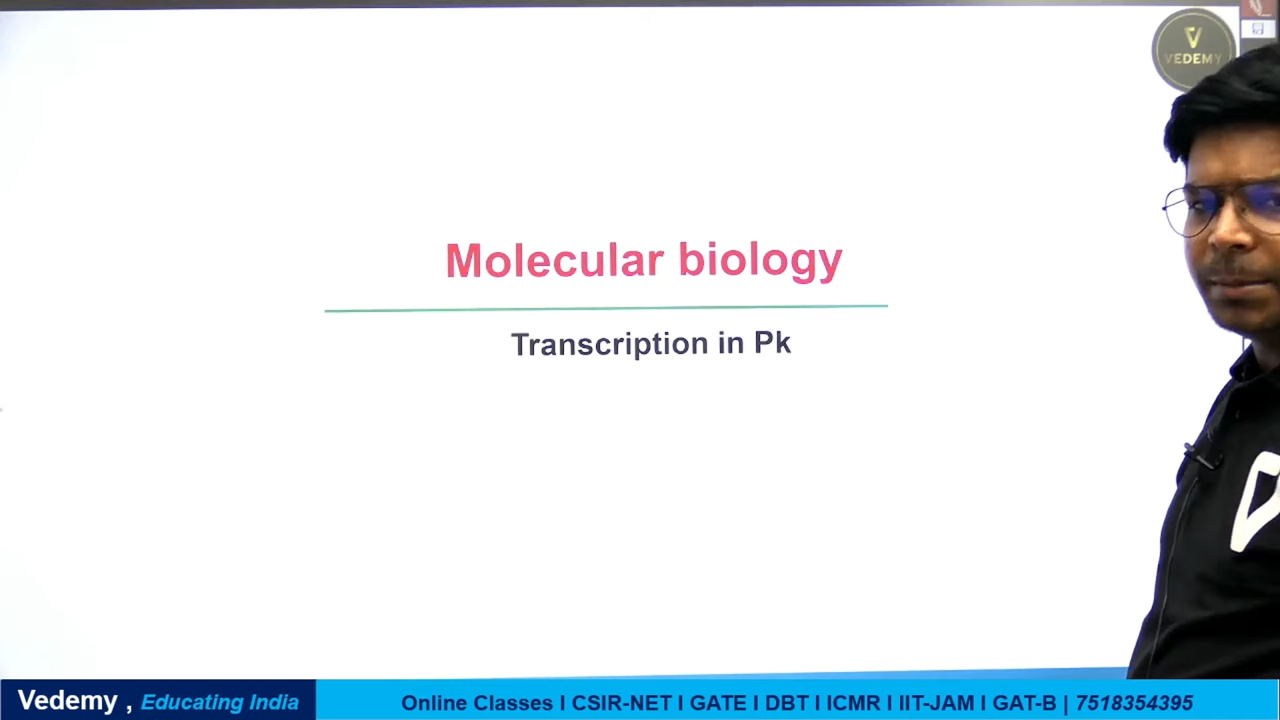 VEDEMY
Molecular biology
Transcription in Pk
Vedemy , Educating India
Online Classes I CSIR-NET I GATE I DBT I ICMR I IIT-JAM I GAT-B | 7518354395